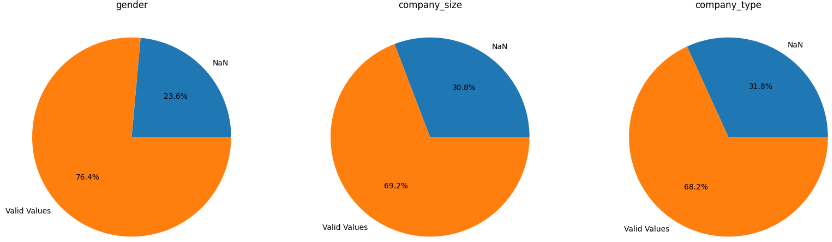 gender
NaN
23.6%
76.4%
Valid Values
company_size
NaN
30.8%
69.2%
Valid Values
company_type
NaN
31.8%
68.2%
Valid Values